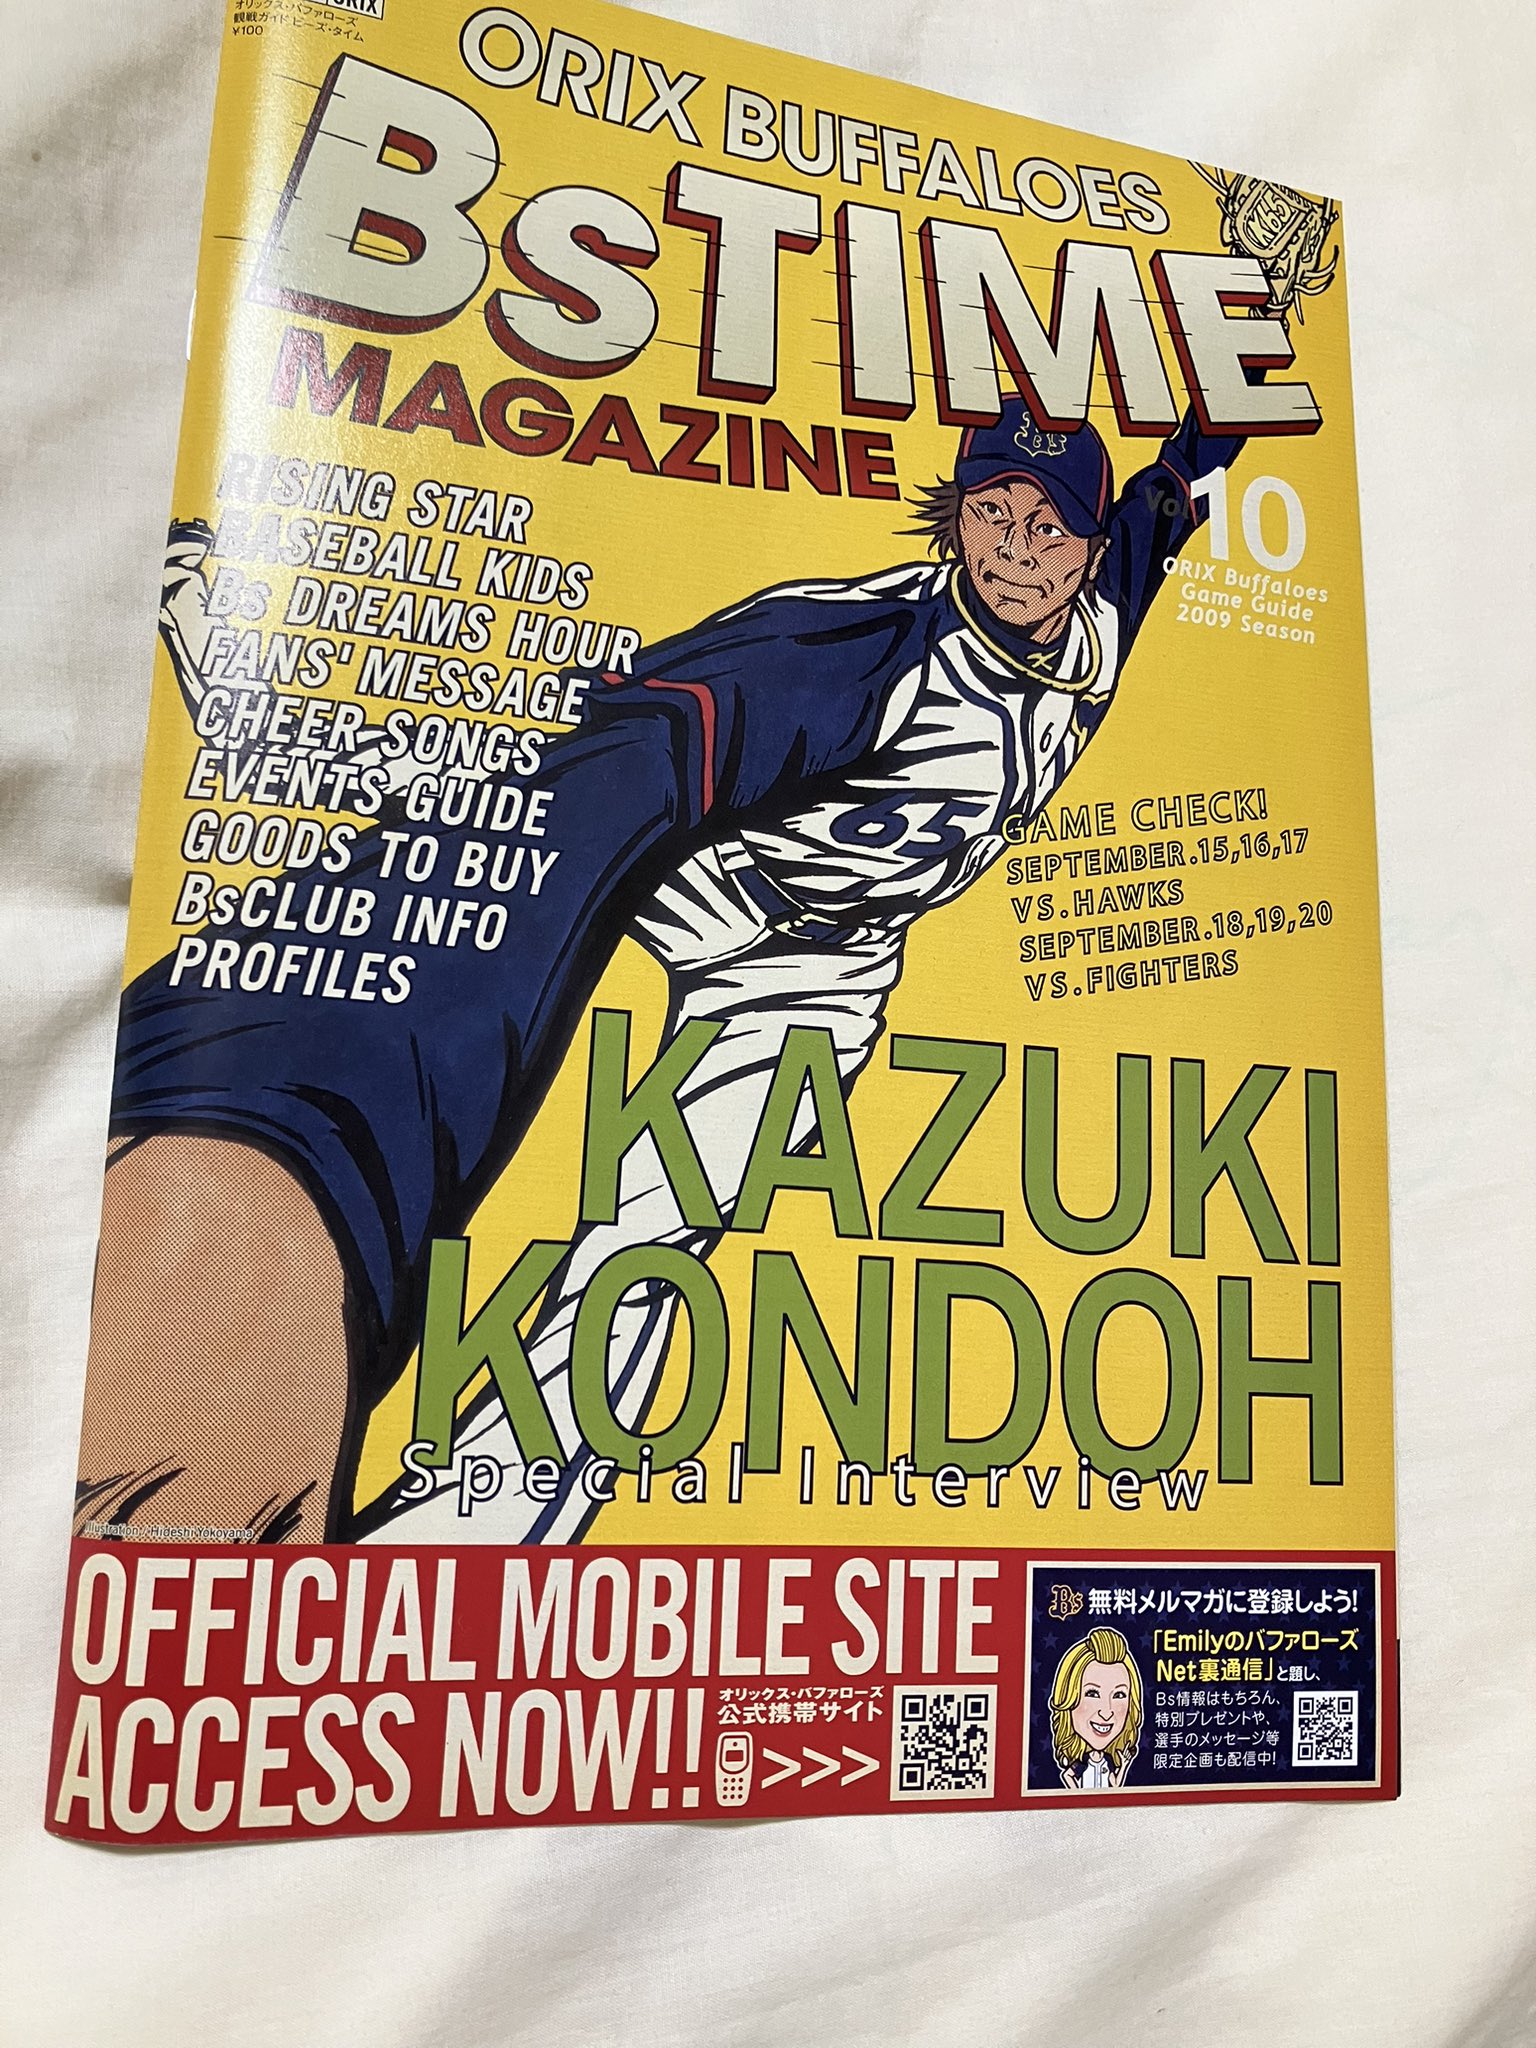 ORIX
オリックス・バファローズ
観戦ガイド ビーズ・タイム
¥100
ORIX BUFFALOES
BsTIME
MAGAZINE
K65
Bs
Vol 10
ORIX Buffaloes
Game Guide
2009 Season
RISING STAR
BASEBALL KIDS
Bs DREAMS HOUR
FANS' MESSAGE
CHEER SONGS
EVENTS GUIDE
GOODS TO BUY
BsCLUB INFO
PROFILES
K
65
GAME CHECK!
SEPTEMBER.15,16,17
VS.HAWKS
SEPTEMBER.18,19,20
VS.FIGHTERS
KAZUKI
KONDOH
Special Interview
Illustration / Hideshi Yokoyama
OFFICIAL MOBILE SITE
ACCESS NOW!!
オリックス・バファローズ
公式携帯サイト
>>>
Bs 無料メルマガに登録しよう!
「Emilyのバファローズ
Net裏通信」と題し、
Bs情報はもちろん、
特別プレゼントや、
選手のメッセージ等
限定企画も配信中!